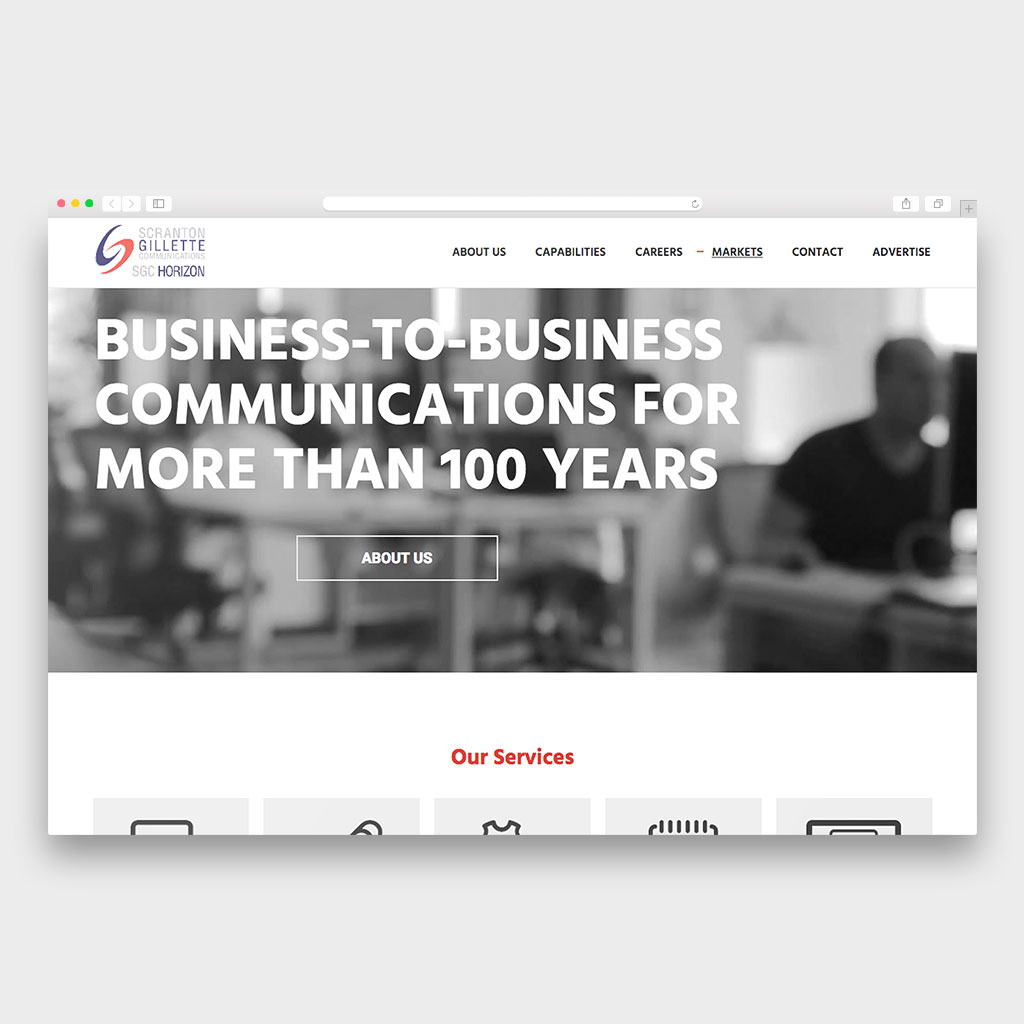 SCRANTON
GILLETTE
COMMUNICATIONS
SGC HORIZON
ABOUT US
CAPABILITIES
CAREERS
MARKETS
CONTACT
ADVERTISE
BUSINESS-TO-BUSINESS
COMMUNICATIONS FOR
MORE THAN 100 YEARS
ABOUT US
Our Services